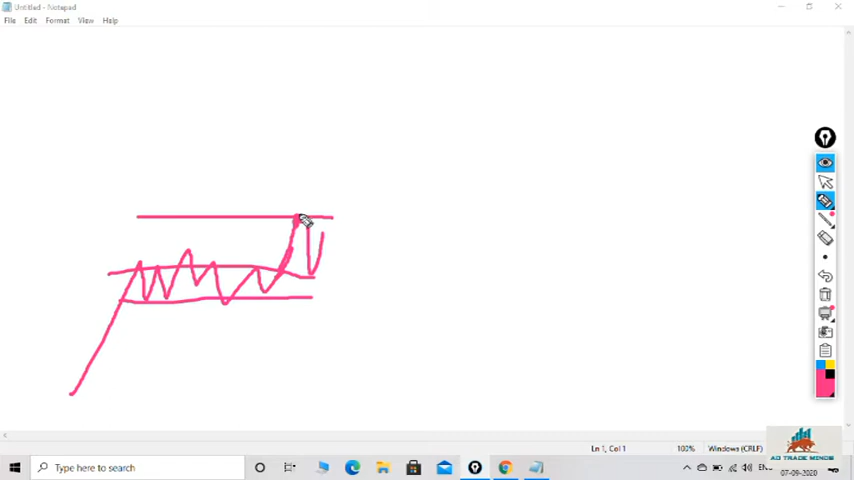 Untitled - Notepad
File Edit Format View Help
Ln 1, Col 1 100% Windows (CRLF)
Type here to search
07-09-2020
AD TRADE MINDS